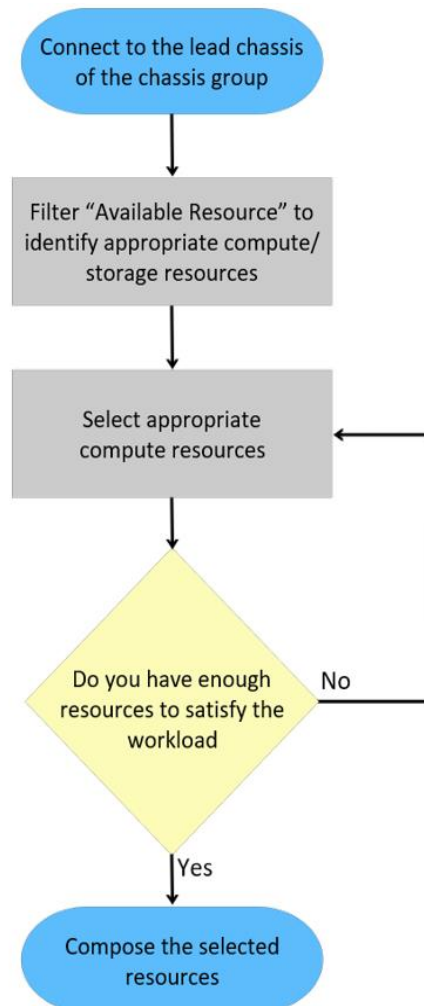 Connect to the lead chassis
of the chassis group
Filter “Available Resource” to
identify appropriate compute/
storage resources
Select appropriate
compute resources
Do you have enough
resources to satisfy the
workload
No
Yes
Compose the selected
resources